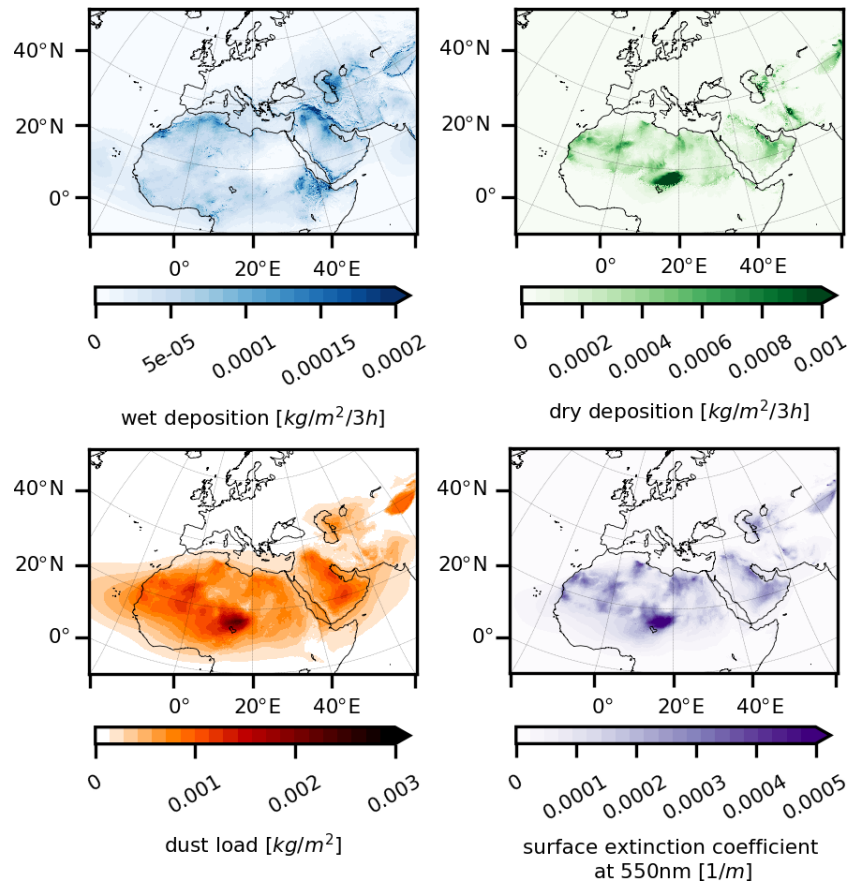 40°N
20°N
0°
0° 20°E 40°E
0 5e-05 0.0001 0.00015 0.0002
wet deposition [kg/m²/3h]
40°N
20°N
0°
0° 20°E 40°E
0 0.0002 0.0004 0.0006 0.0008 0.001
dry deposition [kg/m²/3h]
40°N
20°N
0°
0° 20°E 40°E
0 0.001 0.002 0.003
dust load [kg/m²]
40°N
20°N
0°
0° 20°E 40°E
0 0.0001 0.0002 0.0003 0.0004 0.0005
surface extinction coefficient
at 550nm [1/m]